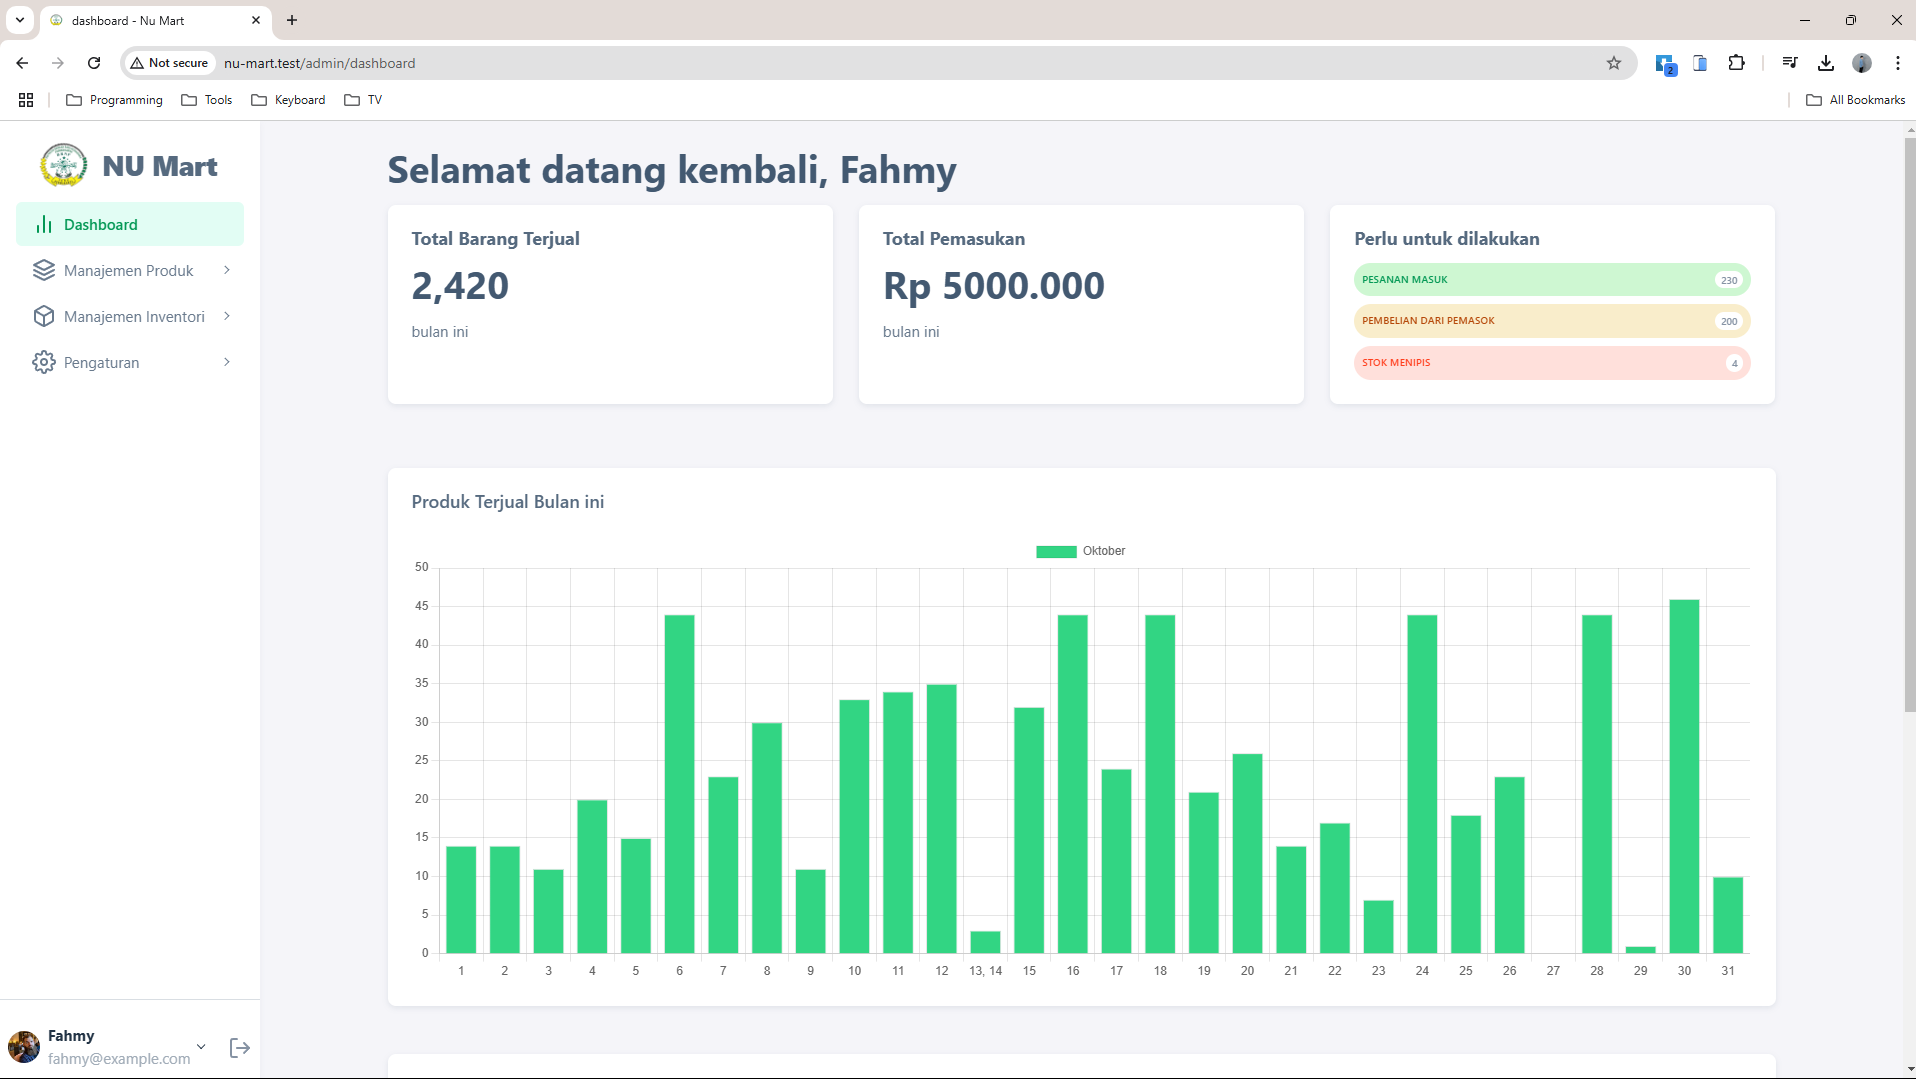 dashboard - Nu Mart
Not secure
nu-mart.test/admin/dashboard
2
Programming
Tools
Keyboard
TV
All Bookmarks
NU Mart
Dashboard
Manajemen Produk
Manajemen Inventori
Pengaturan
Selamat datang kembali, Fahmy
Total Barang Terjual
2,420
bulan ini
Total Pemasukan
Rp 5000.000
bulan ini
Perlu untuk dilakukan
PESANAN MASUK 230
PEMBELIAN DARI PEMASOK 200
STOK MENIPIS 4
Produk Terjual Bulan ini
Oktober
50
45
40
35
30
25
20
15
10
5
0
1 2 3 4 5 6 7 8 9 10 11 12 13, 14 15 16 17 18 19 20 21 22 23 24 25 26 27 28 29 30 31
Fahmy
fahmy@example.com